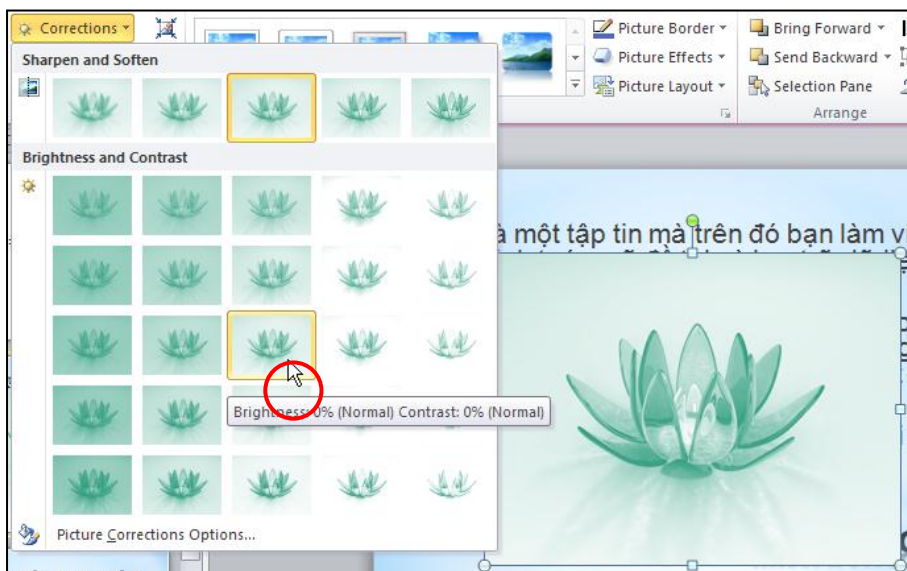 Corrections
Picture Border
Bring Forward
Sharpen and Soften
Picture Effects
Send Backward
Picture Layout
Selection Pane
Arrange
Brightness and Contrast
một tập tin mà trên đó bạn làm
Brightness: 0% (Normal) Contrast: 0% (Normal)
Picture Corrections Options...